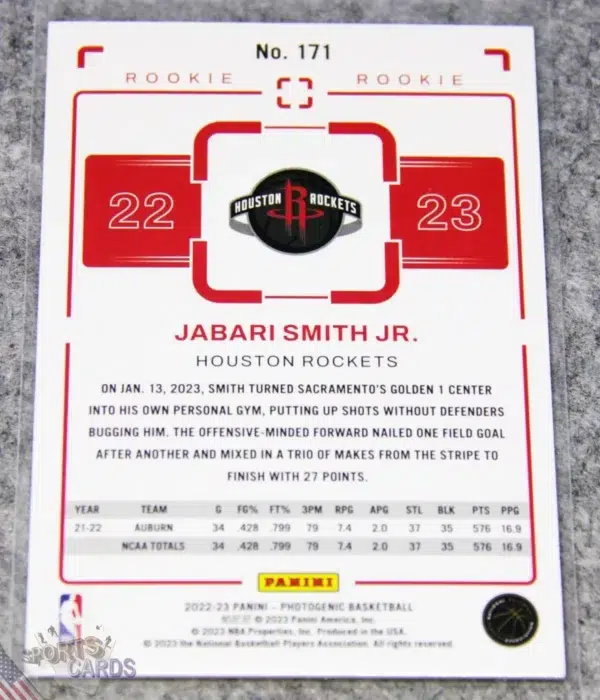 No. 171
ROOKIE ROOKIE
22 23
HOUSTON R ROCKETS
JABARI SMITH JR.
HOUSTON ROCKETS
ON JAN. 13, 2023, SMITH TURNED SACRAMENTO'S GOLDEN 1 CENTER
INTO HIS OWN PERSONAL GYM, PUTTING UP SHOTS WITHOUT DEFENDERS
BUGGING HIM. THE OFFENSIVE-MINDED FORWARD NAILED ONE FIELD GOAL
AFTER ANOTHER AND MIXED IN A TRIO OF MAKES FROM THE STRIPE TO
FINISH WITH 27 POINTS.
YEAR TEAM G FG% FT% 3PM RPG APG STL BLK PTS PPG
21-22 AUBURN 34 .428 .799 79 7.4 2.0 37 35 576 16.9
NCAA TOTALS 34 .428 .799 79 7.4 2.0 37 35 576 16.9
PANINI
2022-23 PANINI - PHOTOGENIC BASKETBALL
© 2023 Panini America, Inc.
© 2023 NBA Properties, Inc. Produced in the USA.
© 2023 the National Basketball Players Association. All rights reserved.
SPORTS
CARDS